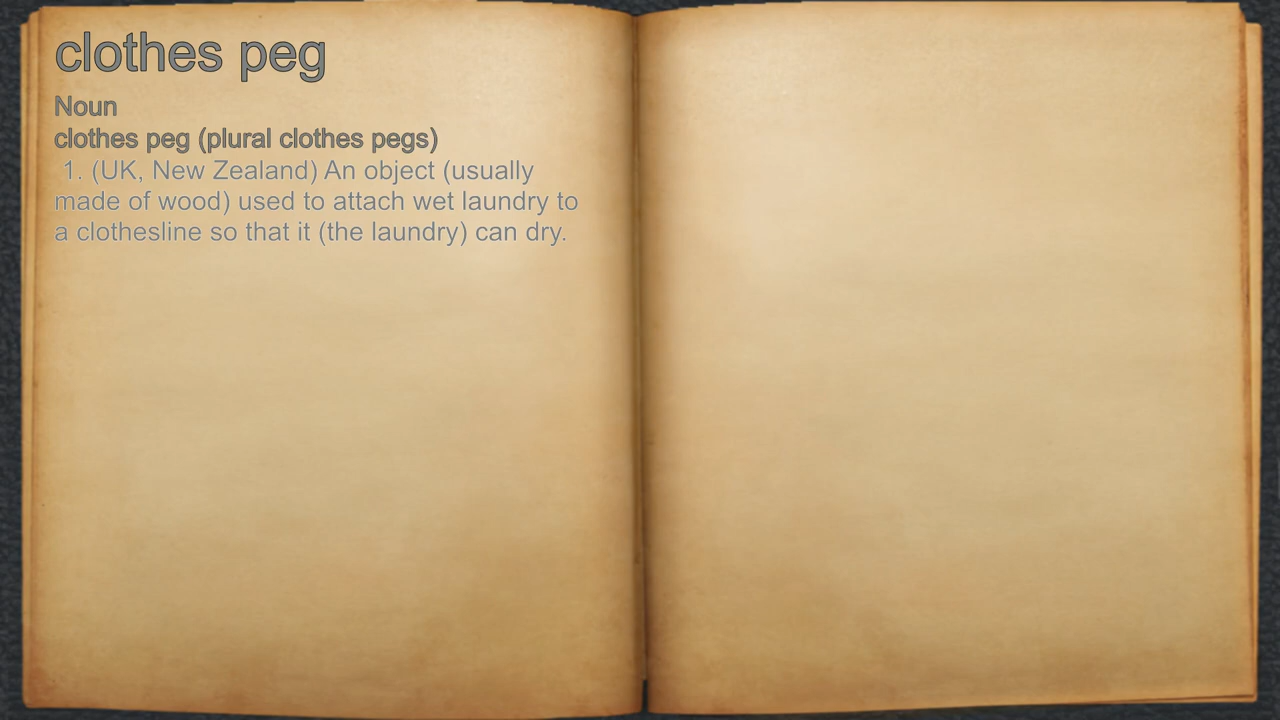 clothes peg
Noun
clothes peg (plural clothes pegs)
1. (UK, New Zealand) An object (usually
made of wood) used to attach wet laundry to
a clothesline so that it (the laundry) can dry.